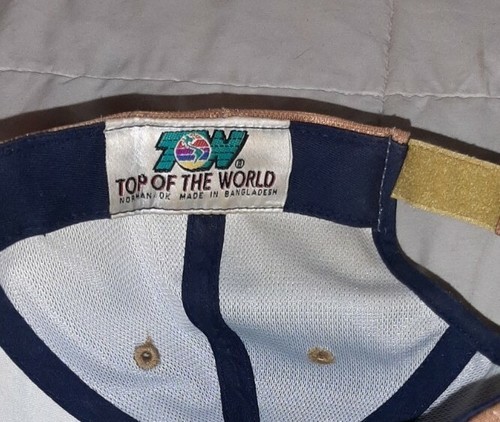 TOW®
TOP OF THE WORLD
NORMAN, OK MADE IN BANGLADESH